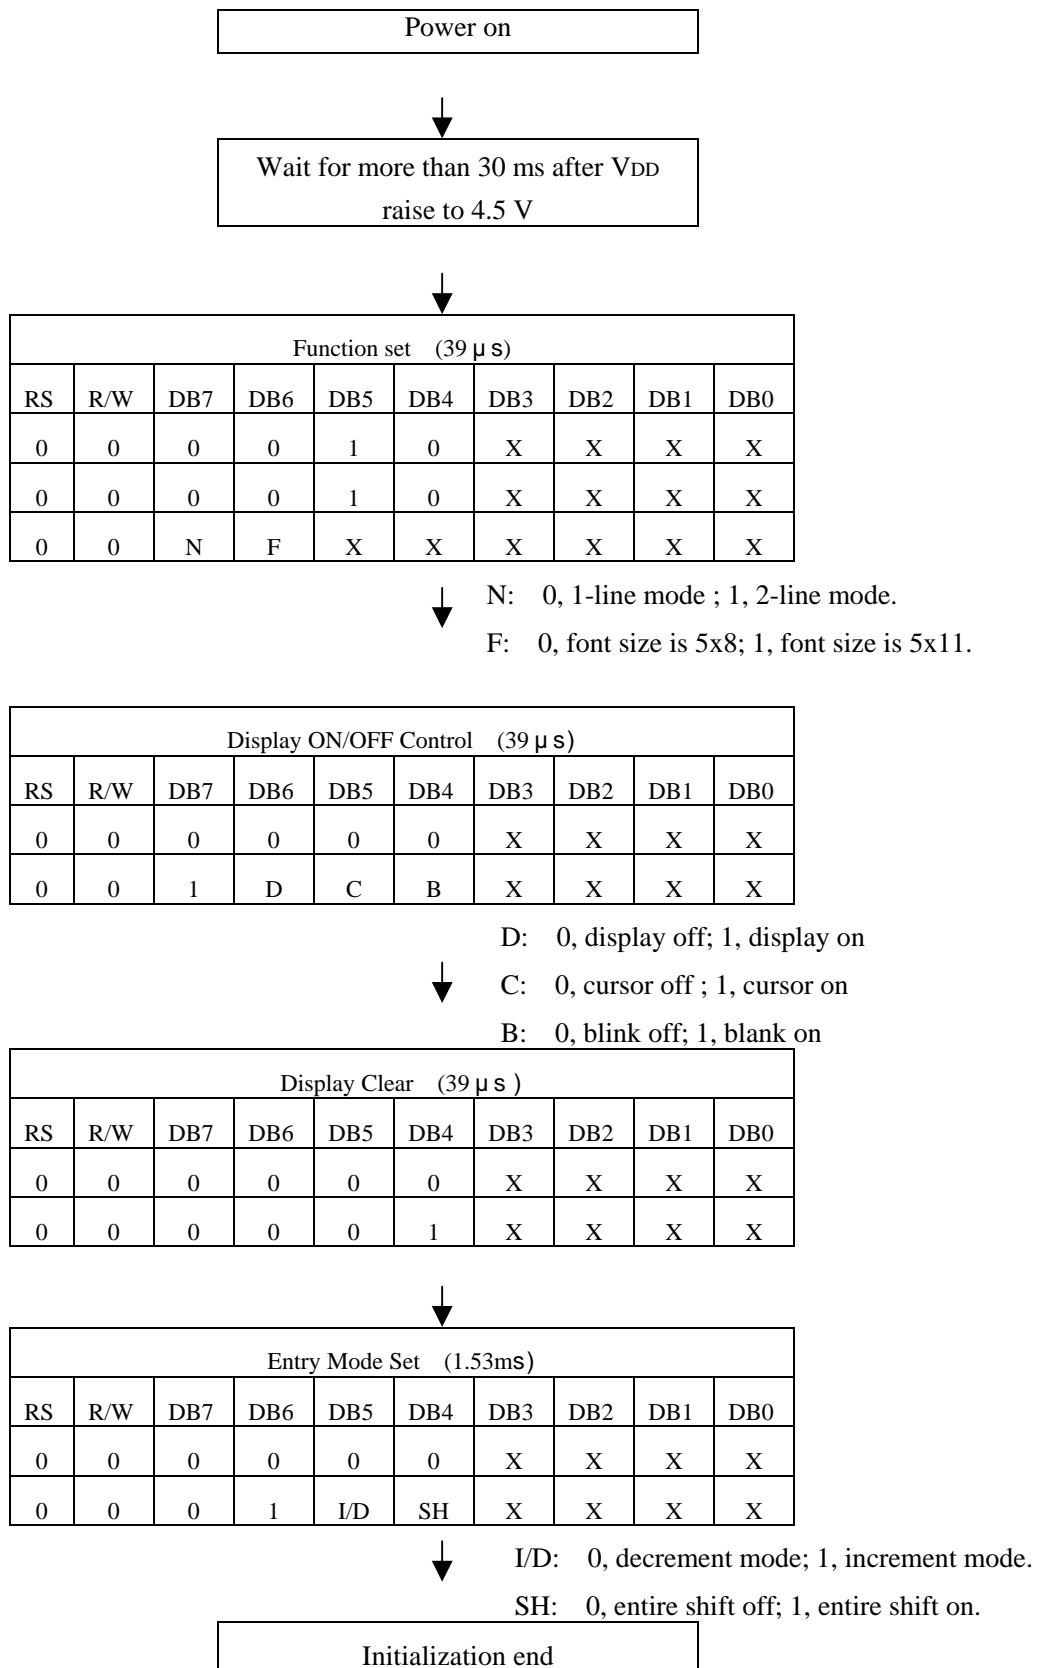 Power on
Wait for more than 30 ms after VDD
raise to 4.5 V
Function set (39 μs)
RS R/W DB7 DB6 DB5 DB4 DB3 DB2 DB1 DB0
0 0 0 0 1 0 X X X X
0 0 0 0 1 0 X X X X
0 0 N F X X X X X X
N: 0, 1-line mode ; 1, 2-line mode.
F: 0, font size is 5x8; 1, font size is 5x11.
Display ON/OFF Control (39 μs)
RS R/W DB7 DB6 DB5 DB4 DB3 DB2 DB1 DB0
0 0 0 0 0 0 X X X X
0 0 1 D C B X X X X
D: 0, display off; 1, display on
C: 0, cursor off ; 1, cursor on
B: 0, blink off; 1, blank on
Display Clear (39 μs )
RS R/W DB7 DB6 DB5 DB4 DB3 DB2 DB1 DB0
0 0 0 0 0 0 X X X X
0 0 0 0 0 1 X X X X
Entry Mode Set (1.53ms)
RS R/W DB7 DB6 DB5 DB4 DB3 DB2 DB1 DB0
0 0 0 0 0 0 X X X X
0 0 0 1 I/D SH X X X X
I/D: 0, decrement mode; 1, increment mode.
SH: 0, entire shift off; 1, entire shift on.
Initialization end